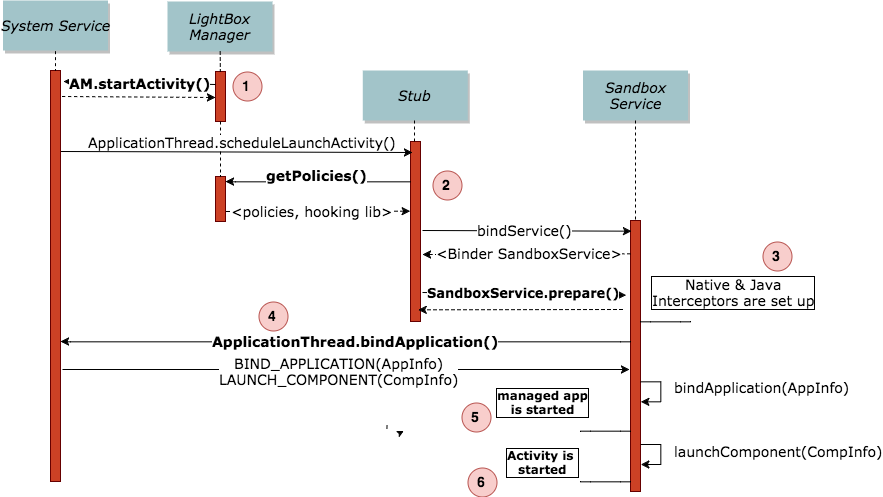 System Service
LightBox
Manager
AM.startActivity()
1
Stub
Sandbox
Service
ApplicationThread.scheduleLaunchActivity()
getPolicies()
2
<policies, hooking lib>
bindService()
<Binder SandboxService>
3
SandboxService.prepare()
Native & Java
Interceptors are set up
4
ApplicationThread.bindApplication()
BIND_APPLICATION(AppInfo)
LAUNCH_COMPONENT(CompInfo)
bindApplication(AppInfo)
managed app
is started
5
launchComponent(CompInfo)
Activity is
started
6